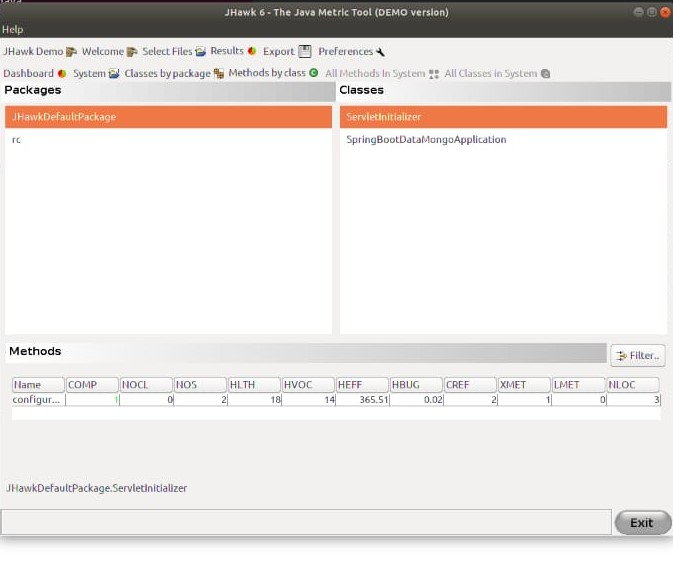 JHawk 6 - The Java Metric Tool (DEMO version)
Help
JHawk Demo Welcome Select Files Results Export Preferences
Dashboard System Classes by package Methods by class All Methods In System All Classes in System
Packages Classes
JHawkDefaultPackage ServletInitializer
rc SpringBootDataMongoApplication
Methods Filter..
Name COMP NOCL NOS HLTH HVOC HEFF HBUG CREF XMET LMET NLOC
configur... 1 0 2 18 14 365.51 0.02 2 1 0 3
JHawkDefaultPackage.ServletInitializer
Exit